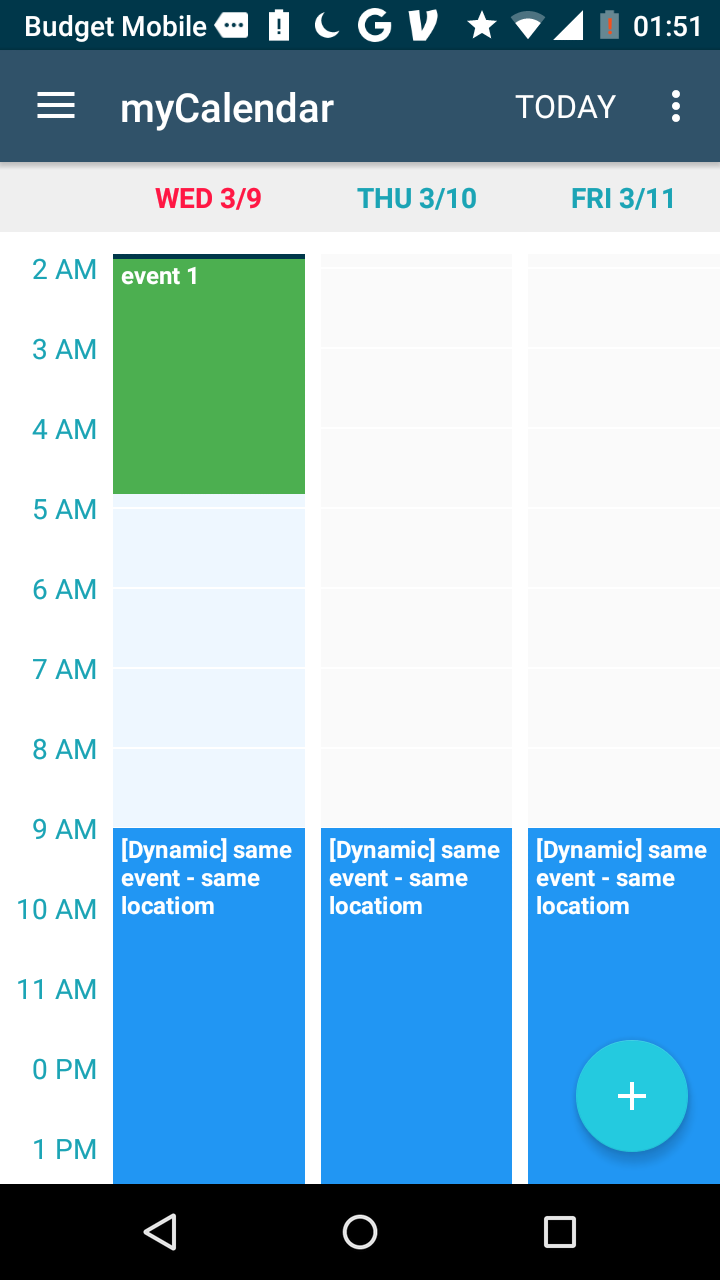 Budget Mobile 01:51
myCalendar TODAY
WED 3/9 THU 3/10 FRI 3/11
2 AM
event 1
3 AM
4 AM
5 AM
6 AM
7 AM
8 AM
9 AM
[Dynamic] same
event - same
locatiom
[Dynamic] same
event - same
locatiom
[Dynamic] same
event - same
locatiom
10 AM
11 AM
0 PM
1 PM